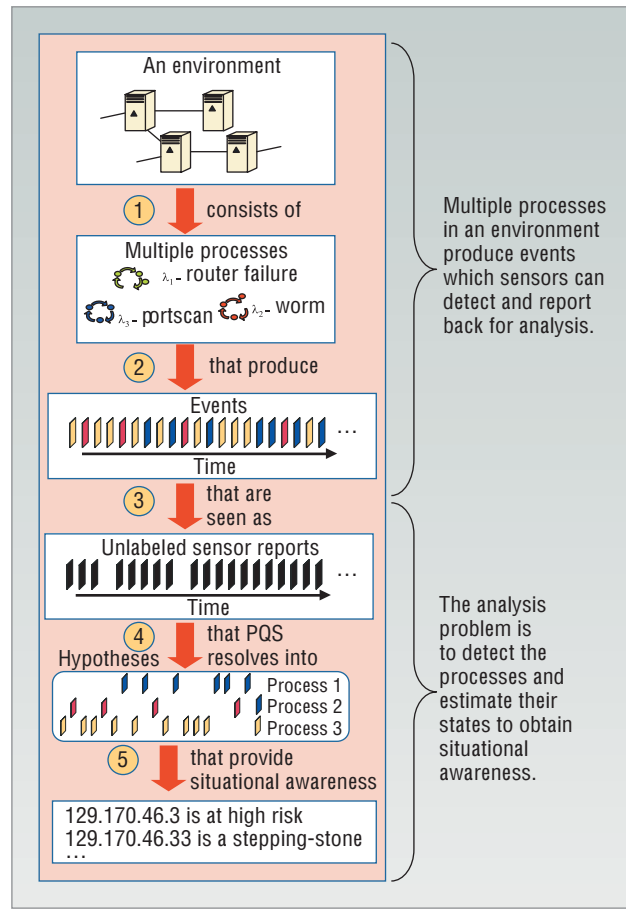 An environment
1
consists of
Multiple processes
λ1- router failure
λ3- portscan
λ2- worm
2
that produce
Events
...
Time
3
that are
seen as
Unlabeled sensor reports
...
Time
4
that PQS
Hypotheses
resolves into
Process 1
Process 2
Process 3
5
that provide
situational awareness
129.170.46.3 is at high risk
129.170.46.33 is a stepping-stone
...
Multiple processes
in an environment
produce events
which sensors can
detect and report
back for analysis.
The analysis
problem is
to detect the
processes and
estimate their
states to obtain
situational
awareness.